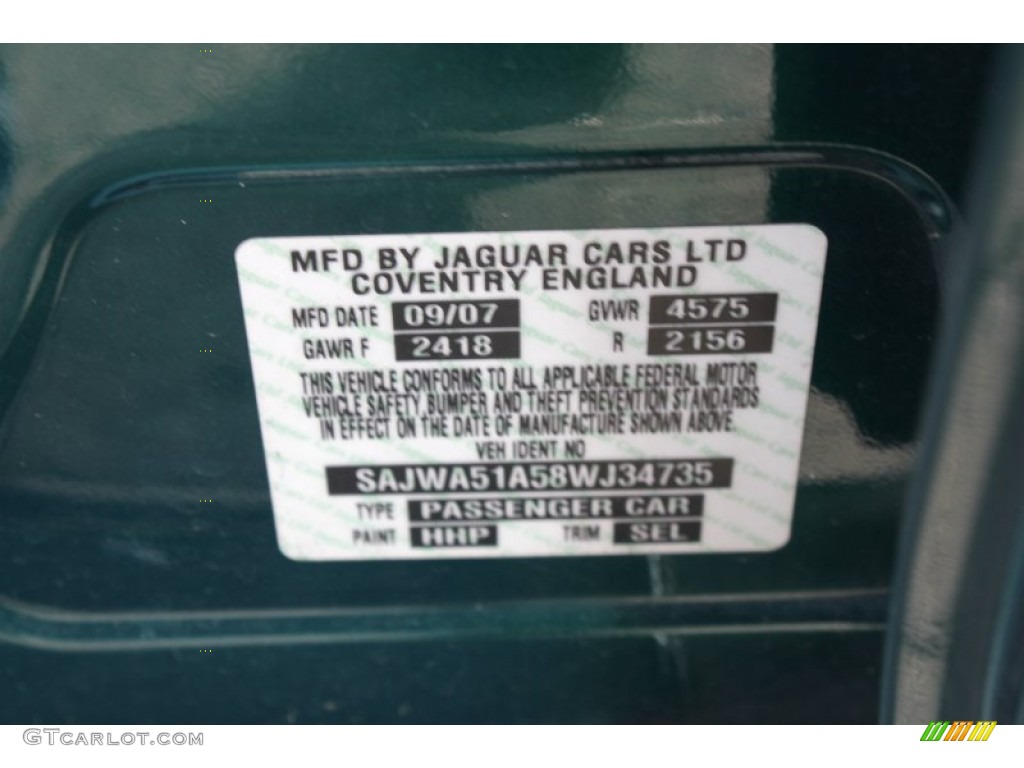 MFD BY JAGUAR CARS LTD
COVENTRY ENGLAND
MFD DATE 09/07 GVWR 4575
GAWR F 2418 R 2156
THIS VEHICLE CONFORMS TO ALL APPLICABLE FEDERAL MOTOR
VEHICLE SAFETY, BUMPER AND THEFT PREVENTION STANDARDS
IN EFFECT ON THE DATE OF MANUFACTURE SHOWN ABOVE.
VEH IDENT NO
SAJWA51A58WJ34735
TYPE PASSENGER CAR
PAINT HHP TRIM SEL
GTCARLOT.COM